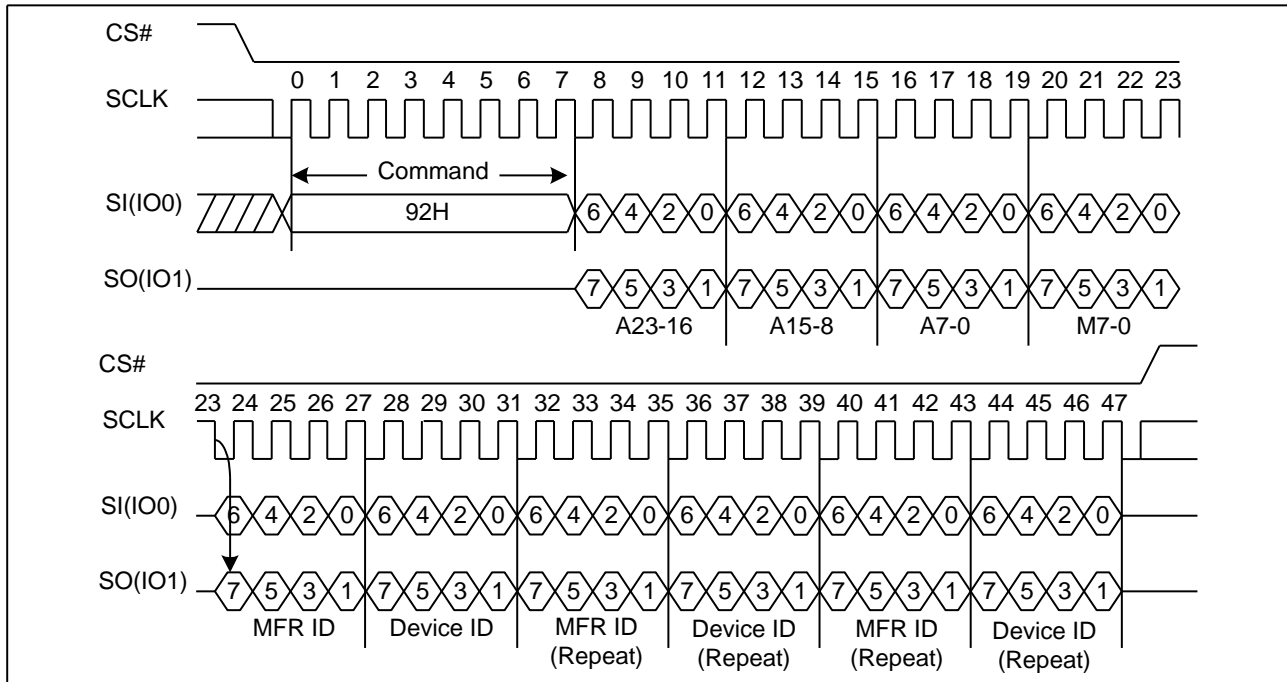 CS#
0 1 2 3 4 5 6 7 8 9 10 11 12 13 14 15 16 17 18 19 20 21 22 23
SCLK
Command
SI(IO0) 92H 6 4 2 0 6 4 2 0 6 4 2 0 6 4 2 0
SO(IO1) 7 5 3 1 7 5 3 1 7 5 3 1 7 5 3 1
A23-16 A15-8 A7-0 M7-0
CS#
23 24 25 26 27 28 29 30 31 32 33 34 35 36 37 38 39 40 41 42 43 44 45 46 47
SCLK
SI(IO0) 6 4 2 0 6 4 2 0 6 4 2 0 6 4 2 0 6 4 2 0 6 4 2 0
SO(IO1) 7 5 3 1 7 5 3 1 7 5 3 1 7 5 3 1 7 5 3 1 7 5 3 1
MFR ID Device ID MFR ID Device ID MFR ID Device ID
(Repeat) (Repeat) (Repeat) (Repeat)